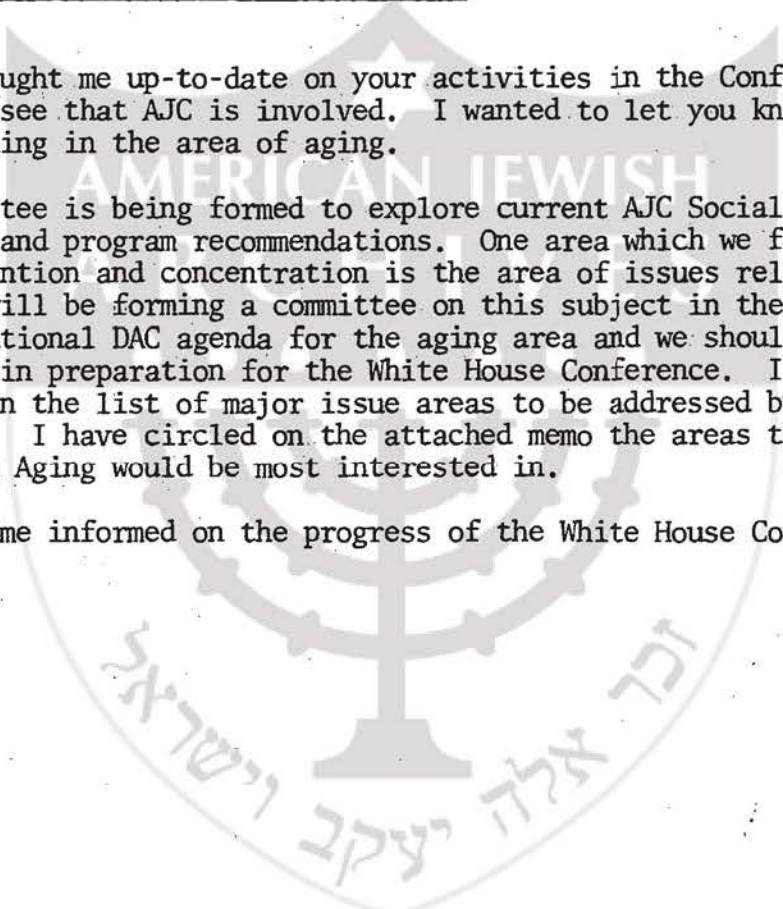 ught me up-to-date on your activities in the Conf
see that AJC is involved. I wanted to let you kn
ing in the area of aging.
AMERICAN JEWISH
ARCHIVES
tee is being formed to explore current AJC Social
and program recommendations. One area which we f
ntion and concentration is the area of issues rel
ill be forming a committee on this subject in the
tional DAC agenda for the aging area and we shoul
in preparation for the White House Conference. I
n the list of major issue areas to be addressed b
I have circled on the attached memo the areas t
Aging would be most interested in.
me informed on the progress of the White House Co
זכר אלה יעקב וישראל